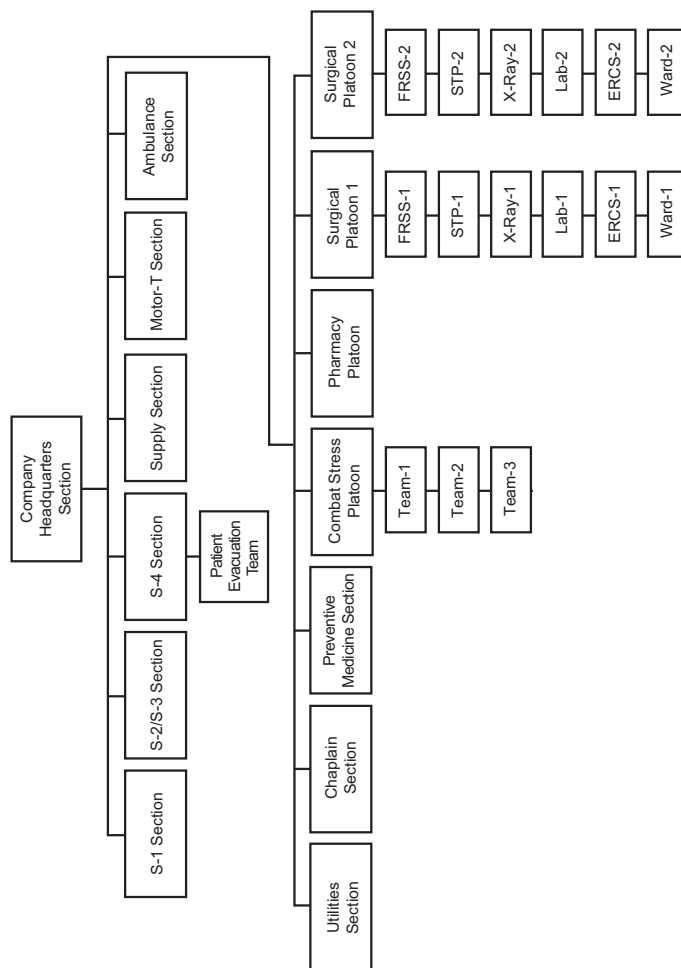 Company
Headquarters
Section
S-1 Section
S-2/S-3 Section
S-4 Section
Supply Section
Motor-T Section
Ambulance
Section
Patient
Evacuation
Team
Utilities
Section
Chaplain
Section
Preventive
Medicine Section
Combat Stress
Platoon
Pharmacy
Platoon
Surgical
Platoon 1
Surgical
Platoon 2
Team-1
Team-2
Team-3
FRSS-1
STP-1
X-Ray-1
Lab-1
ERCS-1
Ward-1
FRSS-2
STP-2
X-Ray-2
Lab-2
ERCS-2
Ward-2